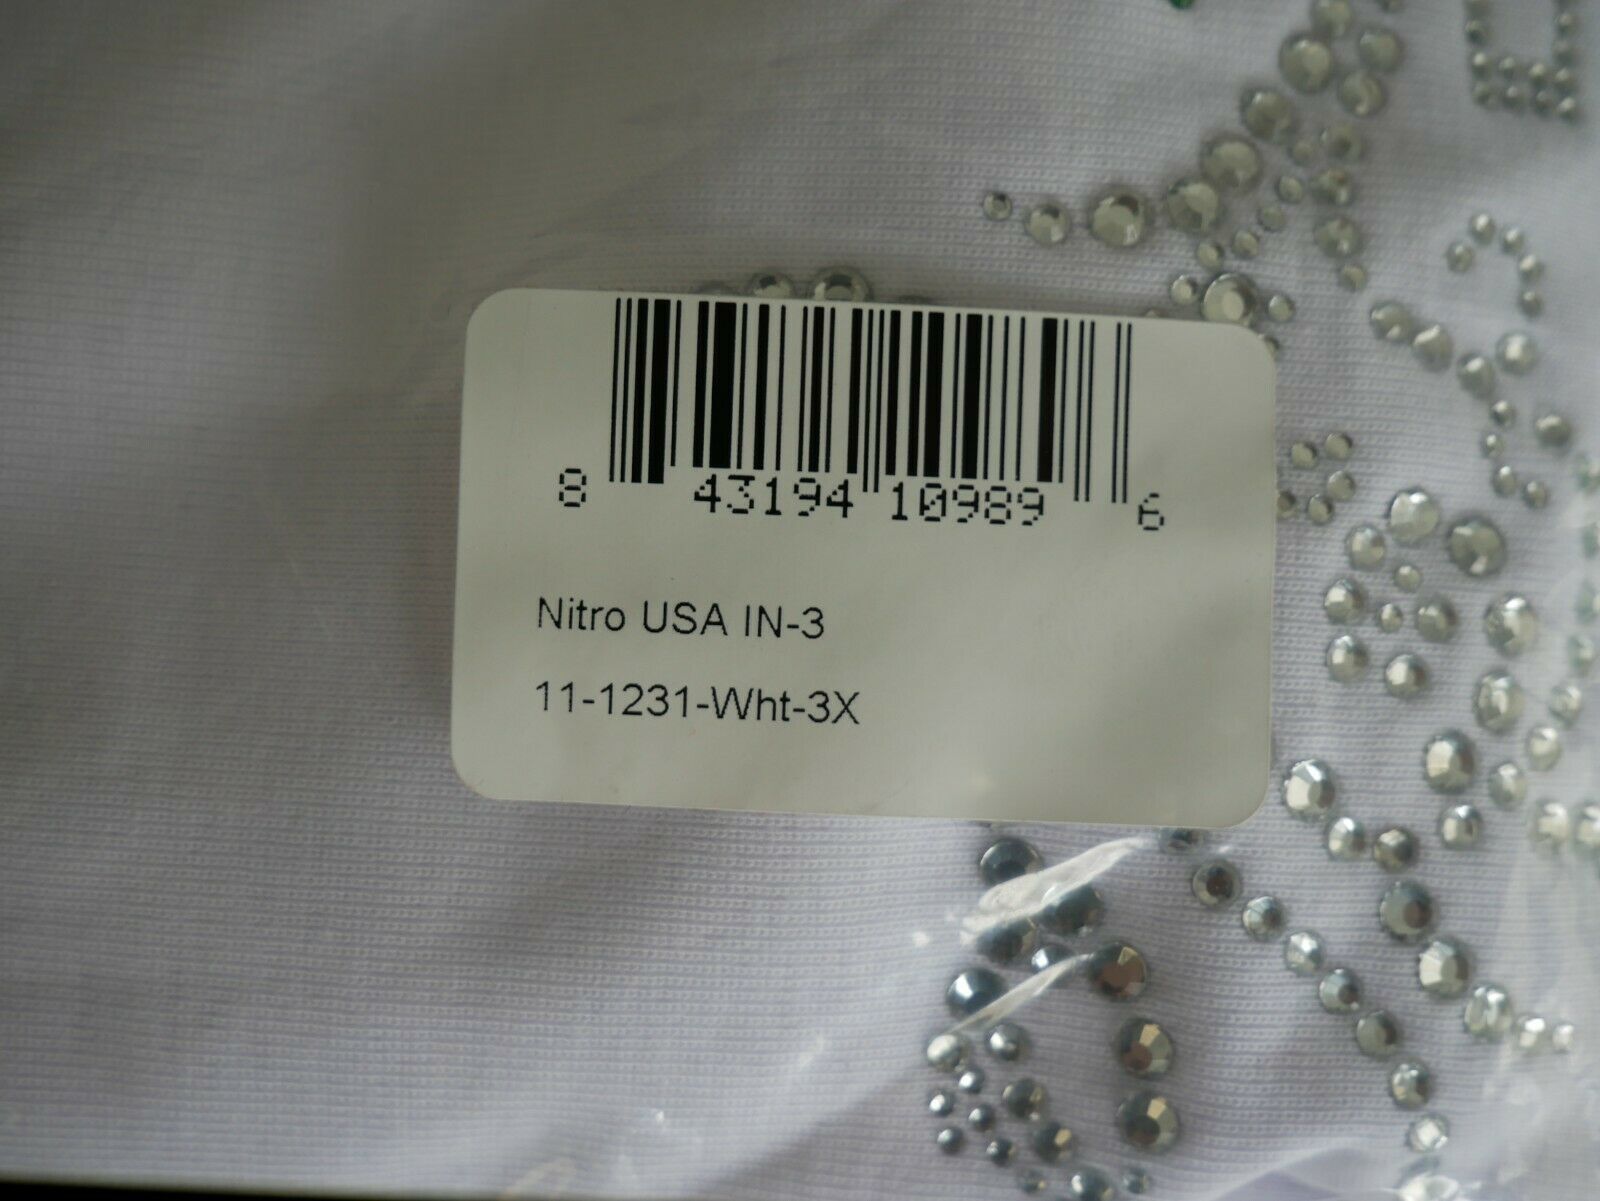 8 43194 10989 6
Nitro USA IN-3
11-1231-Wht-3X